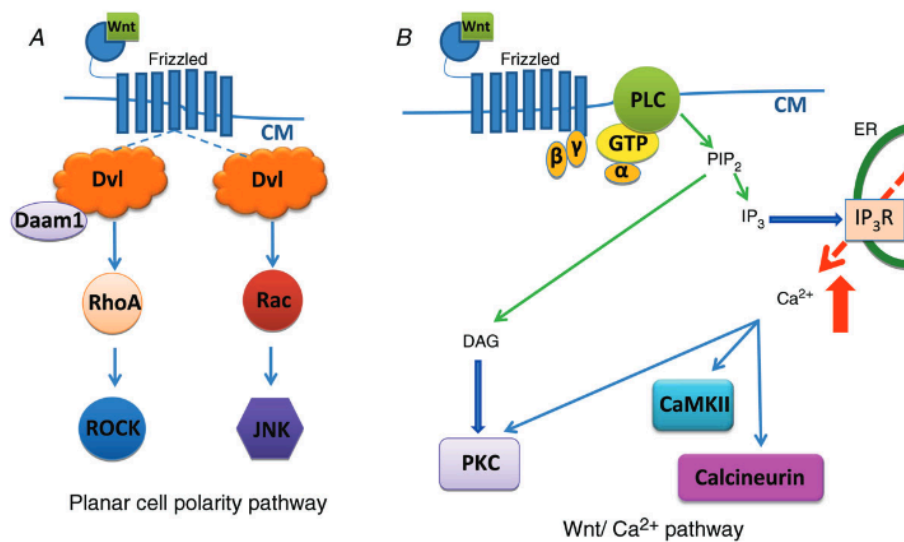 A
Wnt
Frizzled
CM
Dvl
Dvl
Daam1
RhoA
Rac
ROCK
JNK
Planar cell polarity pathway
B
Wnt
PLC
CM
ER
β
γ
GTP
α
PIP₂
IP₃
IP₃R
Ca²⁺
DAG
CaMKII
PKC
Calcineurin
Wnt/ Ca²⁺ pathway